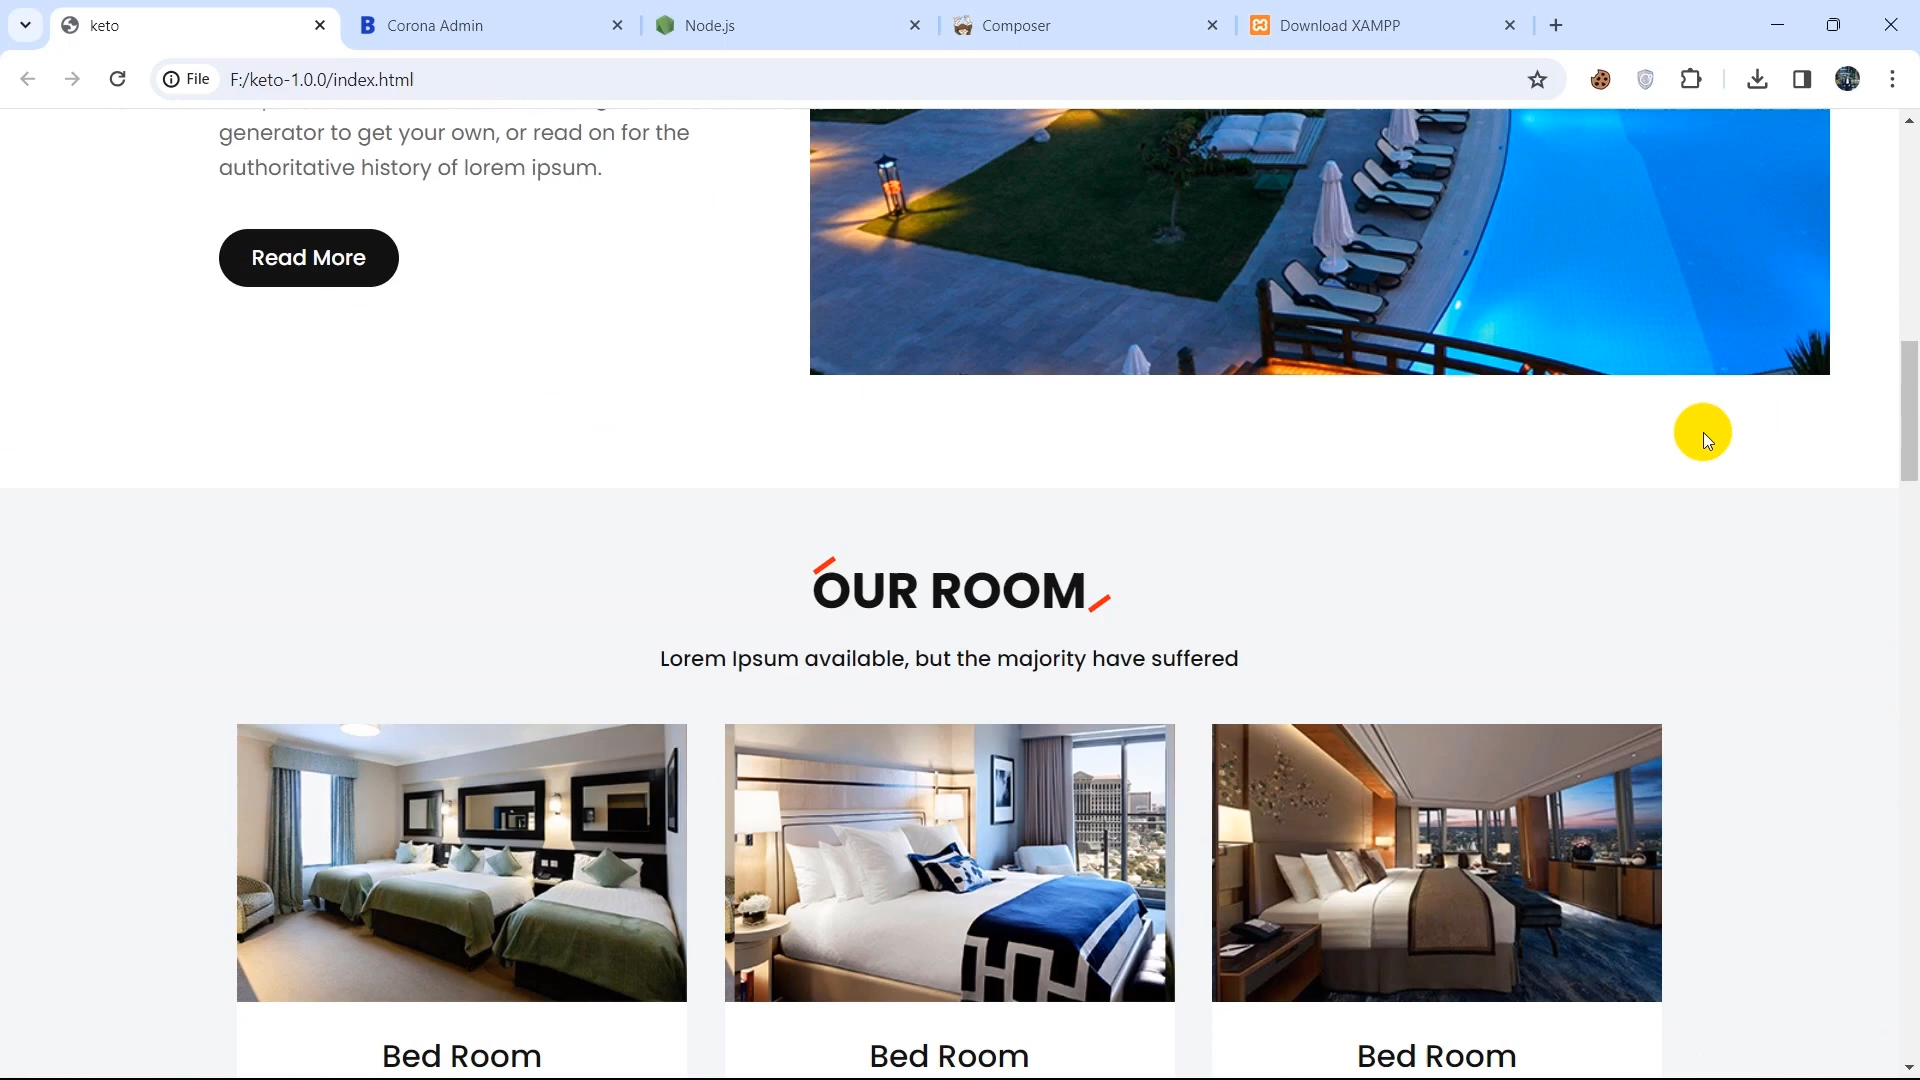 keto
Corona Admin
Node.js
Composer
Download XAMPP
File
F:/keto-1.0.0/index.html
generator to get your own, or read on for the
authoritative history of lorem ipsum.
Read More
OUR ROOM
Lorem Ipsum available, but the majority have suffered
Bed Room
Bed Room
Bed Room